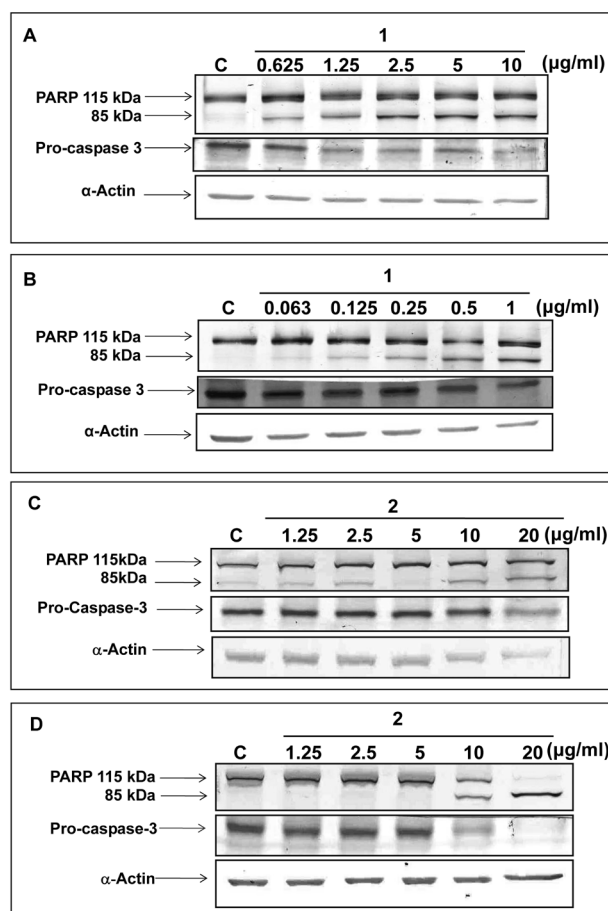 A
1
C 0.625 1.25 2.5 5 10 (µg/ml)
PARP 115 kDa
85 kDa
Pro-caspase 3
α-Actin
B
1
C 0.063 0.125 0.25 0.5 1 (µg/ml)
PARP 115 kDa
85 kDa
Pro-caspase 3
α-Actin
C
2
C 1.25 2.5 5 10 20 (µg/ml)
PARP 115kDa
85kDa
Pro-Caspase-3
α-Actin
D
2
C 1.25 2.5 5 10 20 (µg/ml)
PARP 115 kDa
85 kDa
Pro-caspase-3
α-Actin